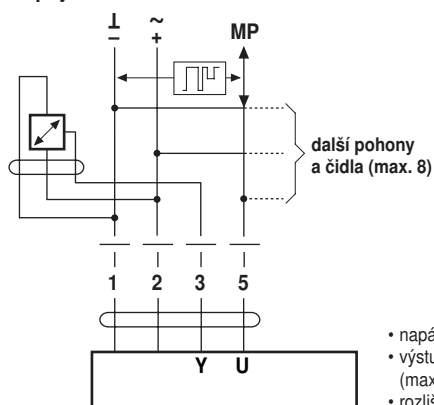 ⊥ ~
– + MP
další pohony
a čidla (max. 8)
1 2 3 5
Y U
• napá
• výstu
(max
• rozliš